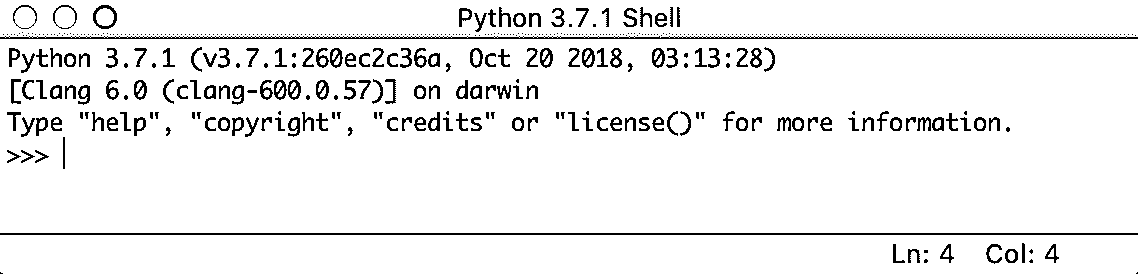 Python 3.7.1 Shell
Python 3.7.1 (v3.7.1:260ec2c36a, Oct 20 2018, 03:13:28)
[Clang 6.0 (clang-600.0.57)] on darwin
Type "help", "copyright", "credits" or "license()" for more information.
>>>
Ln: 4 Col: 4